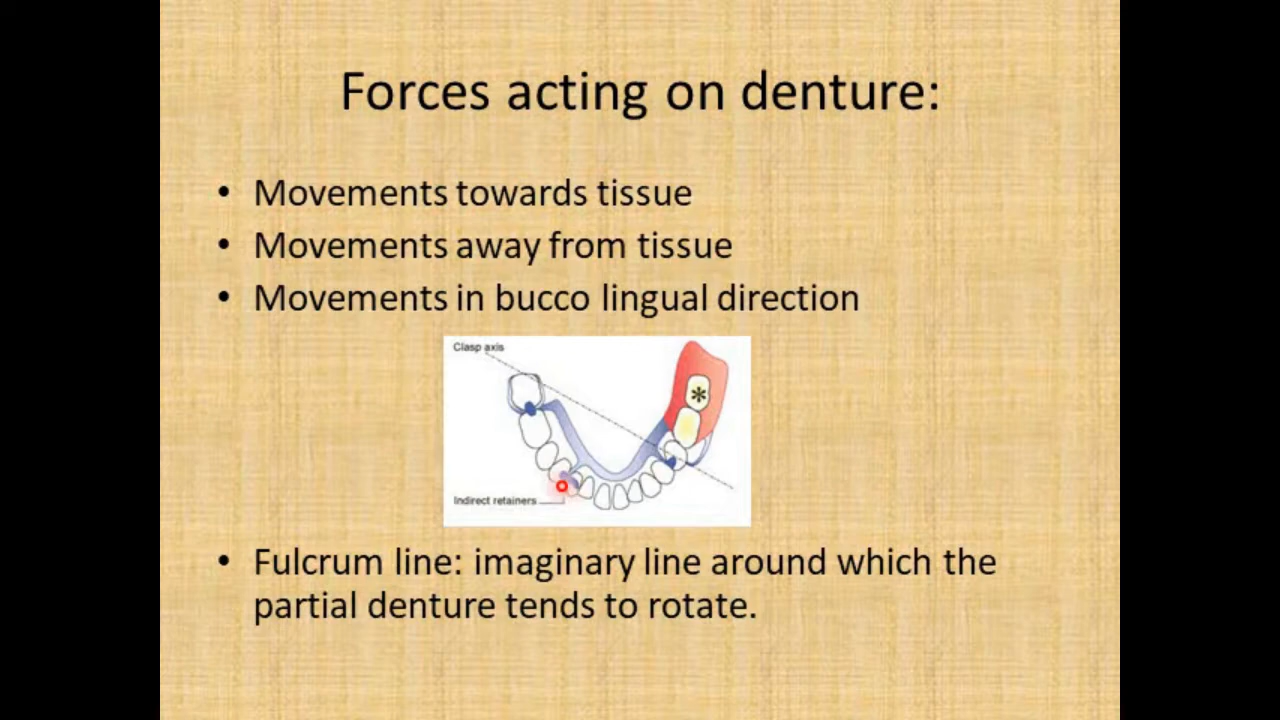 Forces acting on denture:
• Movements towards tissue
• Movements away from tissue
• Movements in bucco lingual direction
Clasp axis
*
Indirect retainers
• Fulcrum line: imaginary line around which the
partial denture tends to rotate.